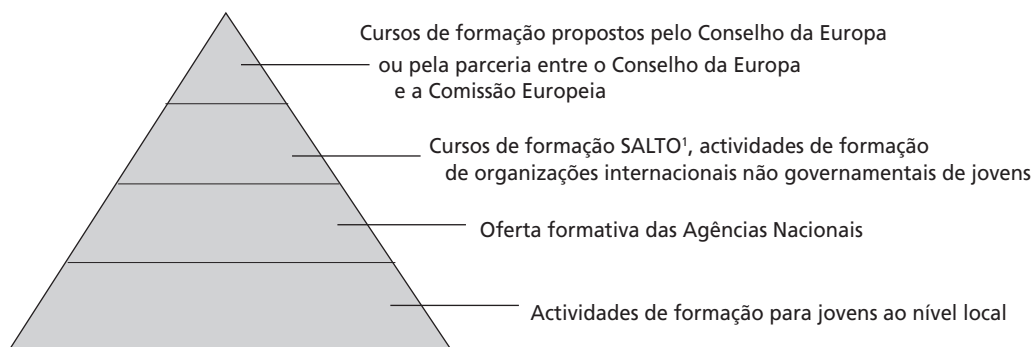 Cursos de formação propostos pelo Conselho da Europa
ou pela parceria entre o Conselho da Europa
e a Comissão Europeia
Cursos de formação SALTO¹, actividades de formação
de organizações internacionais não governamentais de jovens
Oferta formativa das Agências Nacionais
Actividades de formação para jovens ao nível local